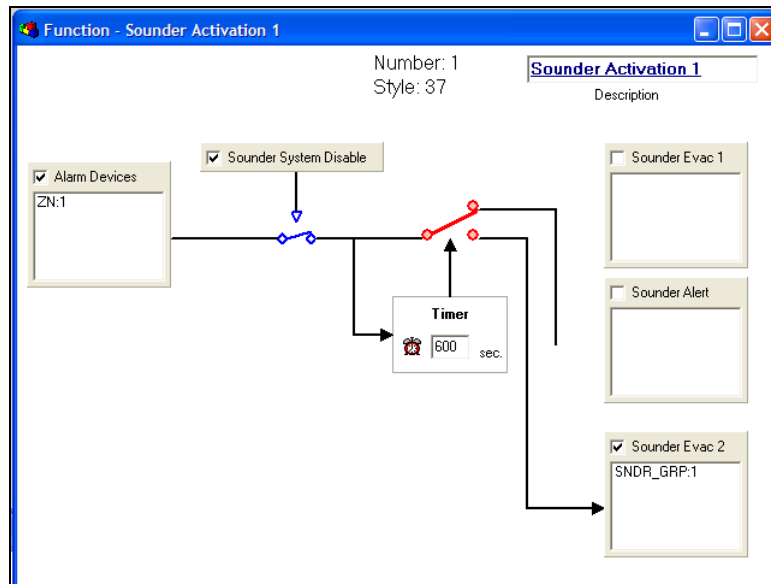 Function - Sounder Activation 1
Number: 1
Style: 37
Sounder Activation 1
Description
Sounder System Disable
Alarm Devices
ZN:1
Sounder Evac 1
Sounder Alert
Timer
600 sec.
Sounder Evac 2
SNDR_GRP:1